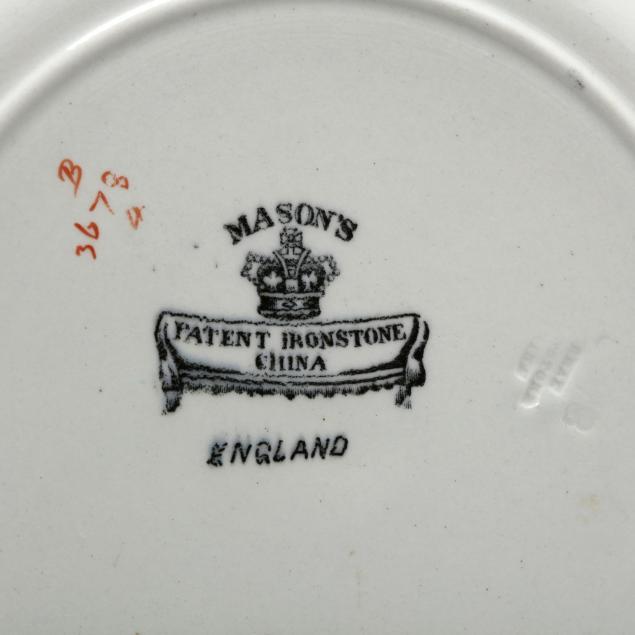 B
3678
4
MASON'S
PATENT IRONSTONE
CHINA
ENGLAND